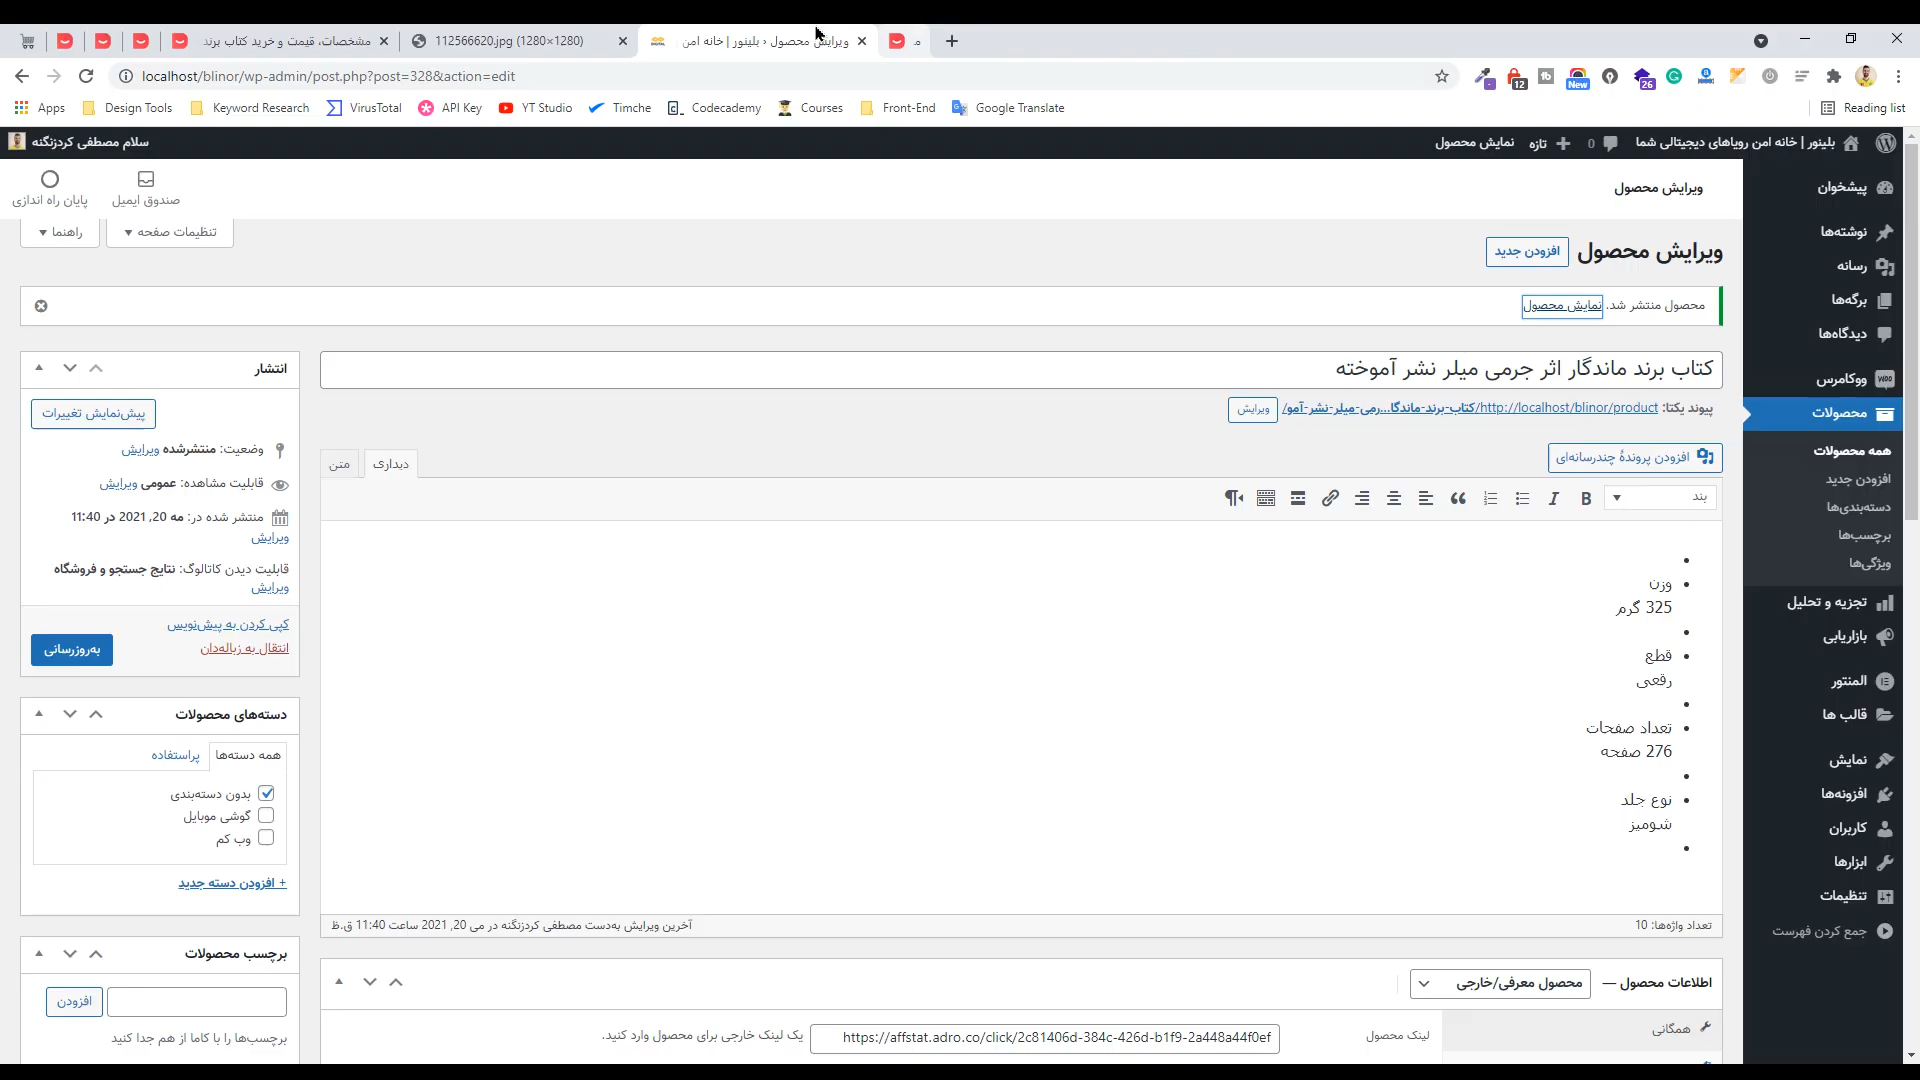 مشخصات، قیمت و خرید کتاب برند
112566620.jpg (1280×1280)
ویرایش محصول ‹ بلینور | خانه امن
localhost/blinor/wp-admin/post.php?post=328&action=edit
12
New
26
Apps
Design Tools
Keyword Research
VirusTotal
API Key
YT Studio
Timche
Codecademy
Courses
Front-End
Google Translate
Reading list
بلینور | خانه امن رویاهای دیجیتالی شما
0
تازه
نمایش محصول
سلام مصطفی کردزنگنه
پیشخوان
نوشته‌ها
رسانه
برگه‌ها
دیدگاه‌ها
ووکامرس
محصولات
همه محصولات
افزودن جدید
دسته‌بندی‌ها
برچسب‌ها
ویژگی‌ها
تجزیه و تحلیل
بازاریابی
المنتور
قالب ها
نمایش
افزونه‌ها
کاربران
ابزارها
تنظیمات
جمع کردن فهرست
ویرایش محصول
صندوق ایمیل
پایان راه اندازی
تنظیمات صفحه
راهنما
ویرایش محصول
افزودن جدید
محصول منتشر شد. نمایش محصول
کتاب برند ماندگار اثر جرمی میلر نشر آموخته
پیوند یکتا: http://localhost/blinor/product/کتاب-برند-ماندگا...رمی-میلر-نشر-آمو/ ویرایش
افزودن پروندهٔ چندرسانه‌ای
دیداری
متن
بند
B
I
وزن
325 گرم
قطع
رقعی
تعداد صفحات
276 صفحه
نوع جلد
شومیز
تعداد واژه‌ها: 10
آخرین ویرایش به‌دست مصطفی کردزنگنه در می 20, 2021 ساعت 11:40 ق.ظ
اطلاعات محصول —
محصول معرفی/خارجی
همگانی
لینک محصول
https://affstat.adro.co/click/2c81406d-384c-426d-b1f9-2a448a44f0ef
یک لینک خارجی برای محصول وارد کنید.
انتشار
پیش‌نمایش تغییرات
وضعیت: منتشرشده ویرایش
قابلیت مشاهده: عمومی ویرایش
منتشر شده در: مه 20, 2021 در 11:40
ویرایش
قابلیت دیدن کاتالوگ: نتایج جستجو و فروشگاه
ویرایش
کپی کردن به پیش‌نویس
انتقال به زباله‌دان
به‌روزرسانی
دسته‌های محصولات
همه دسته‌ها
پراستفاده
بدون دسته‌بندی
گوشی موبایل
وب کم
+ افزودن دسته جدید
برچسب محصولات
افزودن
برچسب‌ها را با کاما از هم جدا کنید